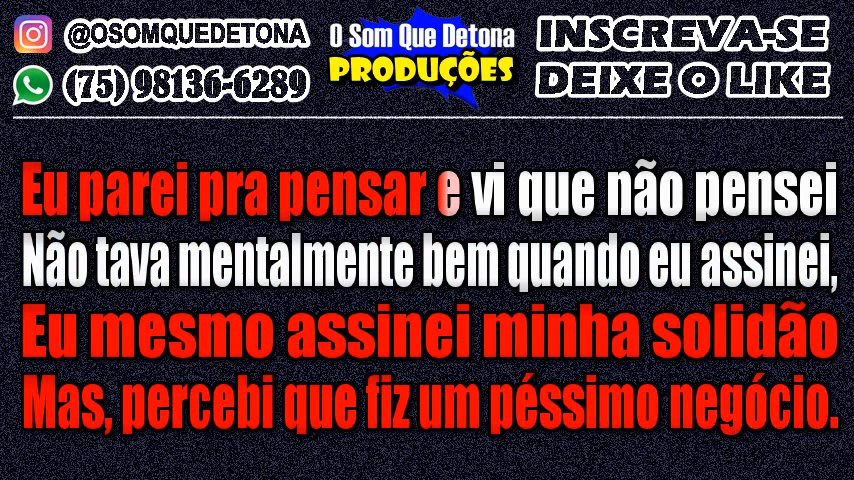 @OSOMQUEDETONA
(75) 98136-6289
O Som Que Detona
PRODUÇÕES
INSCREVA-SE
DEIXE O LIKE
Eu parei pra pensar e vi que não pensei
Não tava mentalmente bem quando eu assinei,
Eu mesmo assinei minha solidão
Mas, percebi que fiz um péssimo negócio.